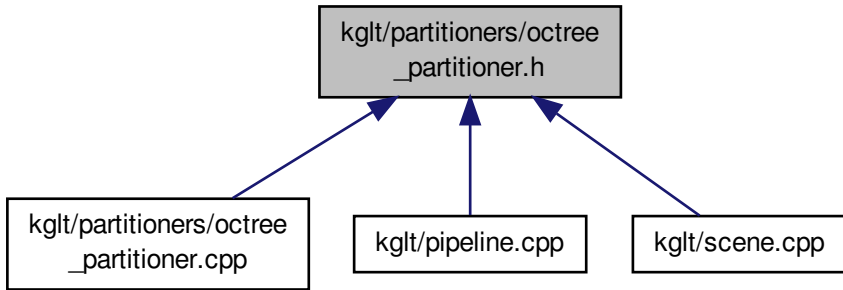 kglt/partitioners/octree
_partitioner.h
kglt/partitioners/octree
_partitioner.cpp
kglt/pipeline.cpp
kglt/scene.cpp